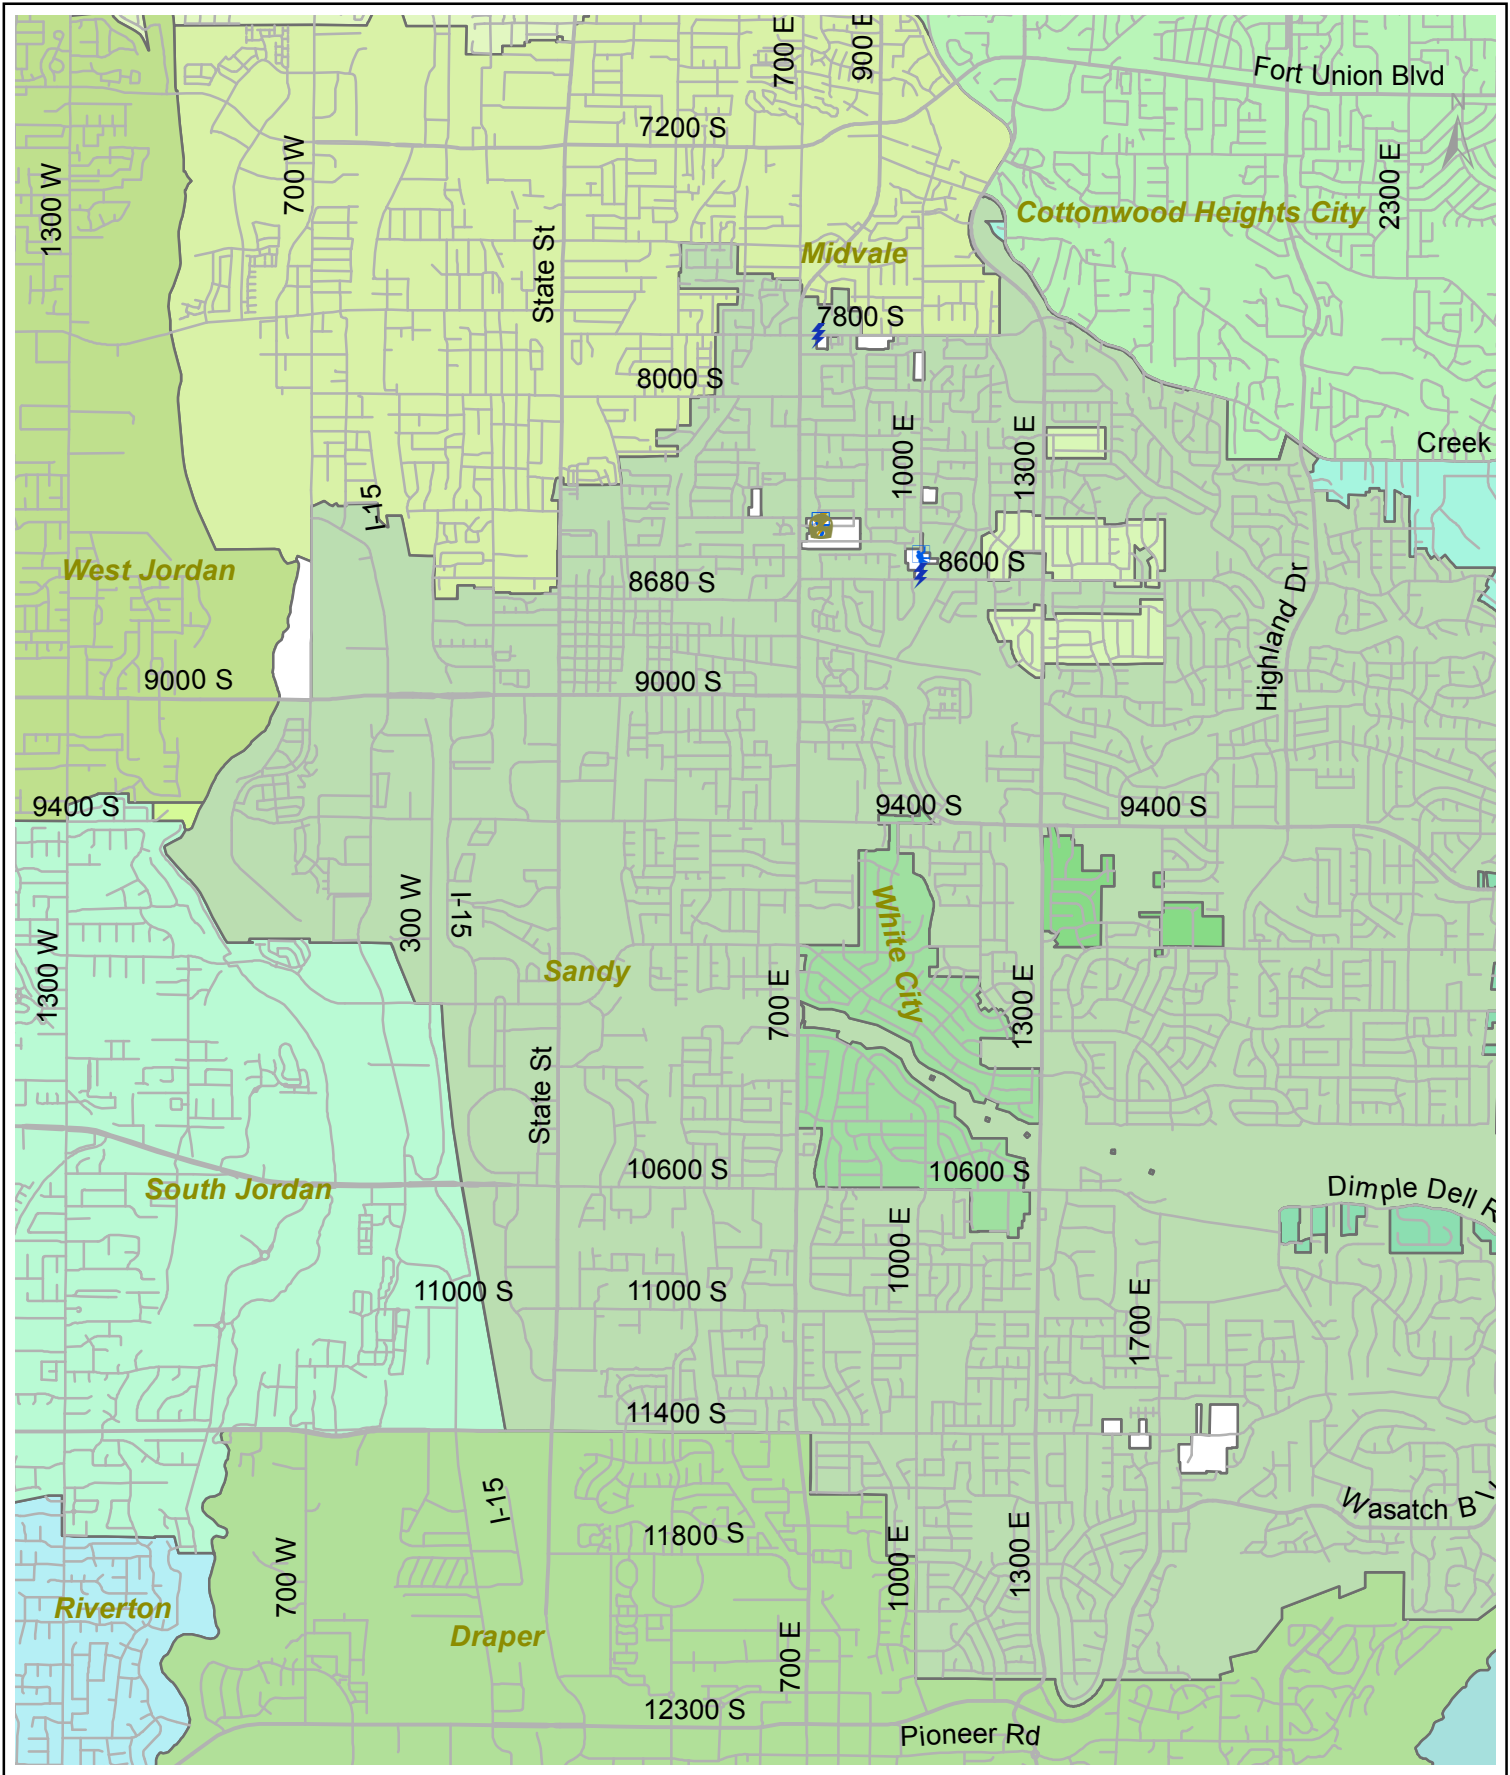 700 E
900 E
Fort Union Blvd
7200 S
1300 W
700 W
2300 E
Cottonwood Heights City
State St
Midvale
7800 S
8000 S
1000 E
1300 E
Creek
I-15
West Jordan
8680 S
8600 S
Highland Dr
9000 S
9000 S
9400 S
9400 S
9400 S
300 W
I-15
White City
1300 W
Sandy
700 E
1300 E
State St
10600 S
10600 S
South Jordan
Dimple Dell R
1000 E
11000 S
11000 S
1700 E
11400 S
I-15
Wasatch Bl
11800 S
700 W
1000 E
1300 E
Riverton
Draper
700 E
12300 S
Pioneer Rd